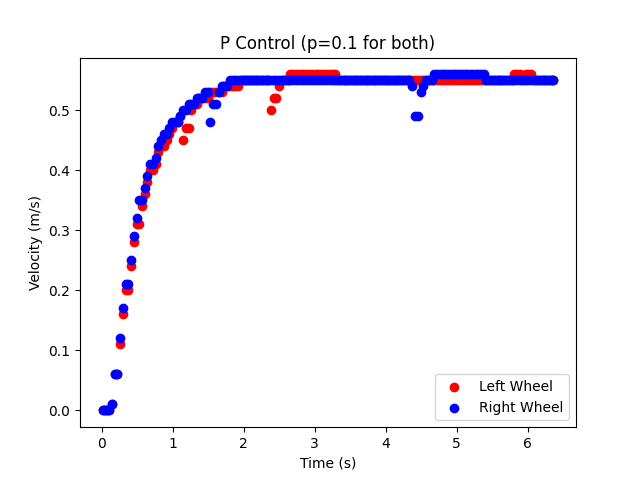 P Control (p=0.1 for both)
Velocity (m/s)
0.5
0.4
0.3
0.2
0.1
0.0
0 1 2 3 4 5 6
Time (s)
Left Wheel
Right Wheel